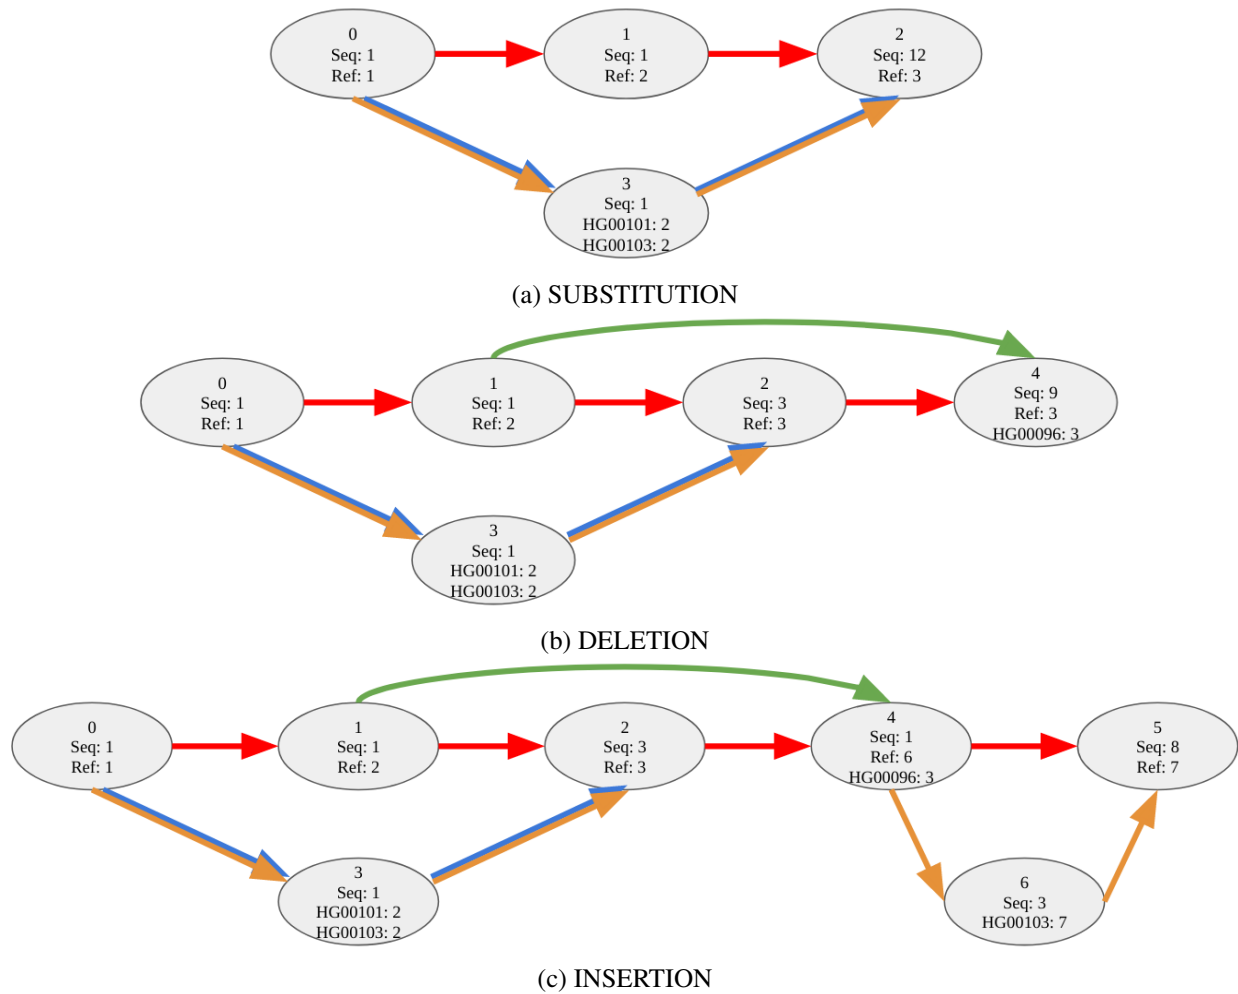 0
Seq: 1
Ref: 1
1
Seq: 1
Ref: 2
2
Seq: 12
Ref: 3
3
Seq: 1
HG00101: 2
HG00103: 2
(a) SUBSTITUTION
0
Seq: 1
Ref: 1
1
Seq: 1
Ref: 2
2
Seq: 3
Ref: 3
4
Seq: 9
Ref: 3
HG00096: 3
3
Seq: 1
HG00101: 2
HG00103: 2
(b) DELETION
0
Seq: 1
Ref: 1
1
Seq: 1
Ref: 2
2
Seq: 3
Ref: 3
4
Seq: 1
Ref: 6
HG00096: 3
5
Seq: 8
Ref: 7
3
Seq: 1
HG00101: 2
HG00103: 2
6
Seq: 3
HG00103: 7
(c) INSERTION